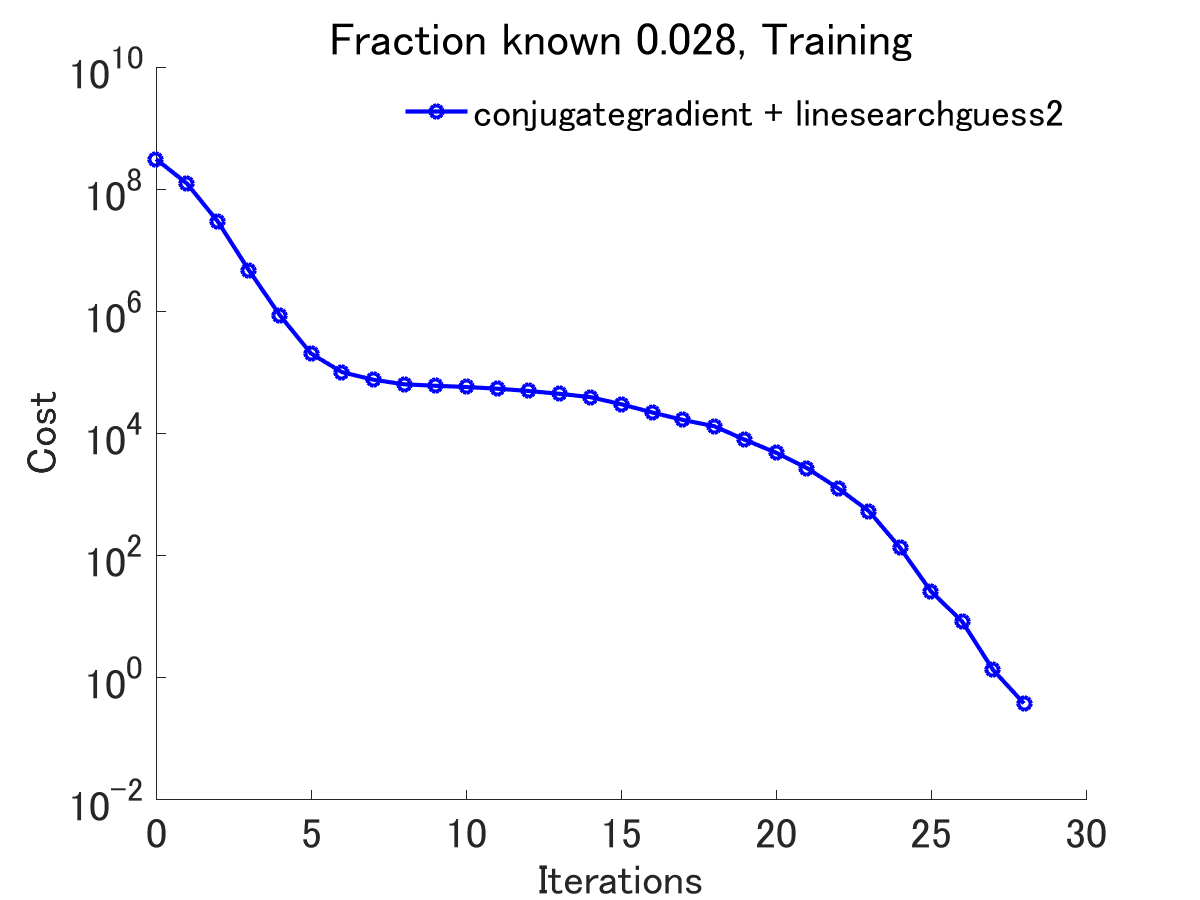 Fraction known 0.028, Training
conjugategradient + linesearchguess2
10^10
10^8
10^6
10^4
10^2
10^0
10^-2
Cost
0 5 10 15 20 25 30
Iterations